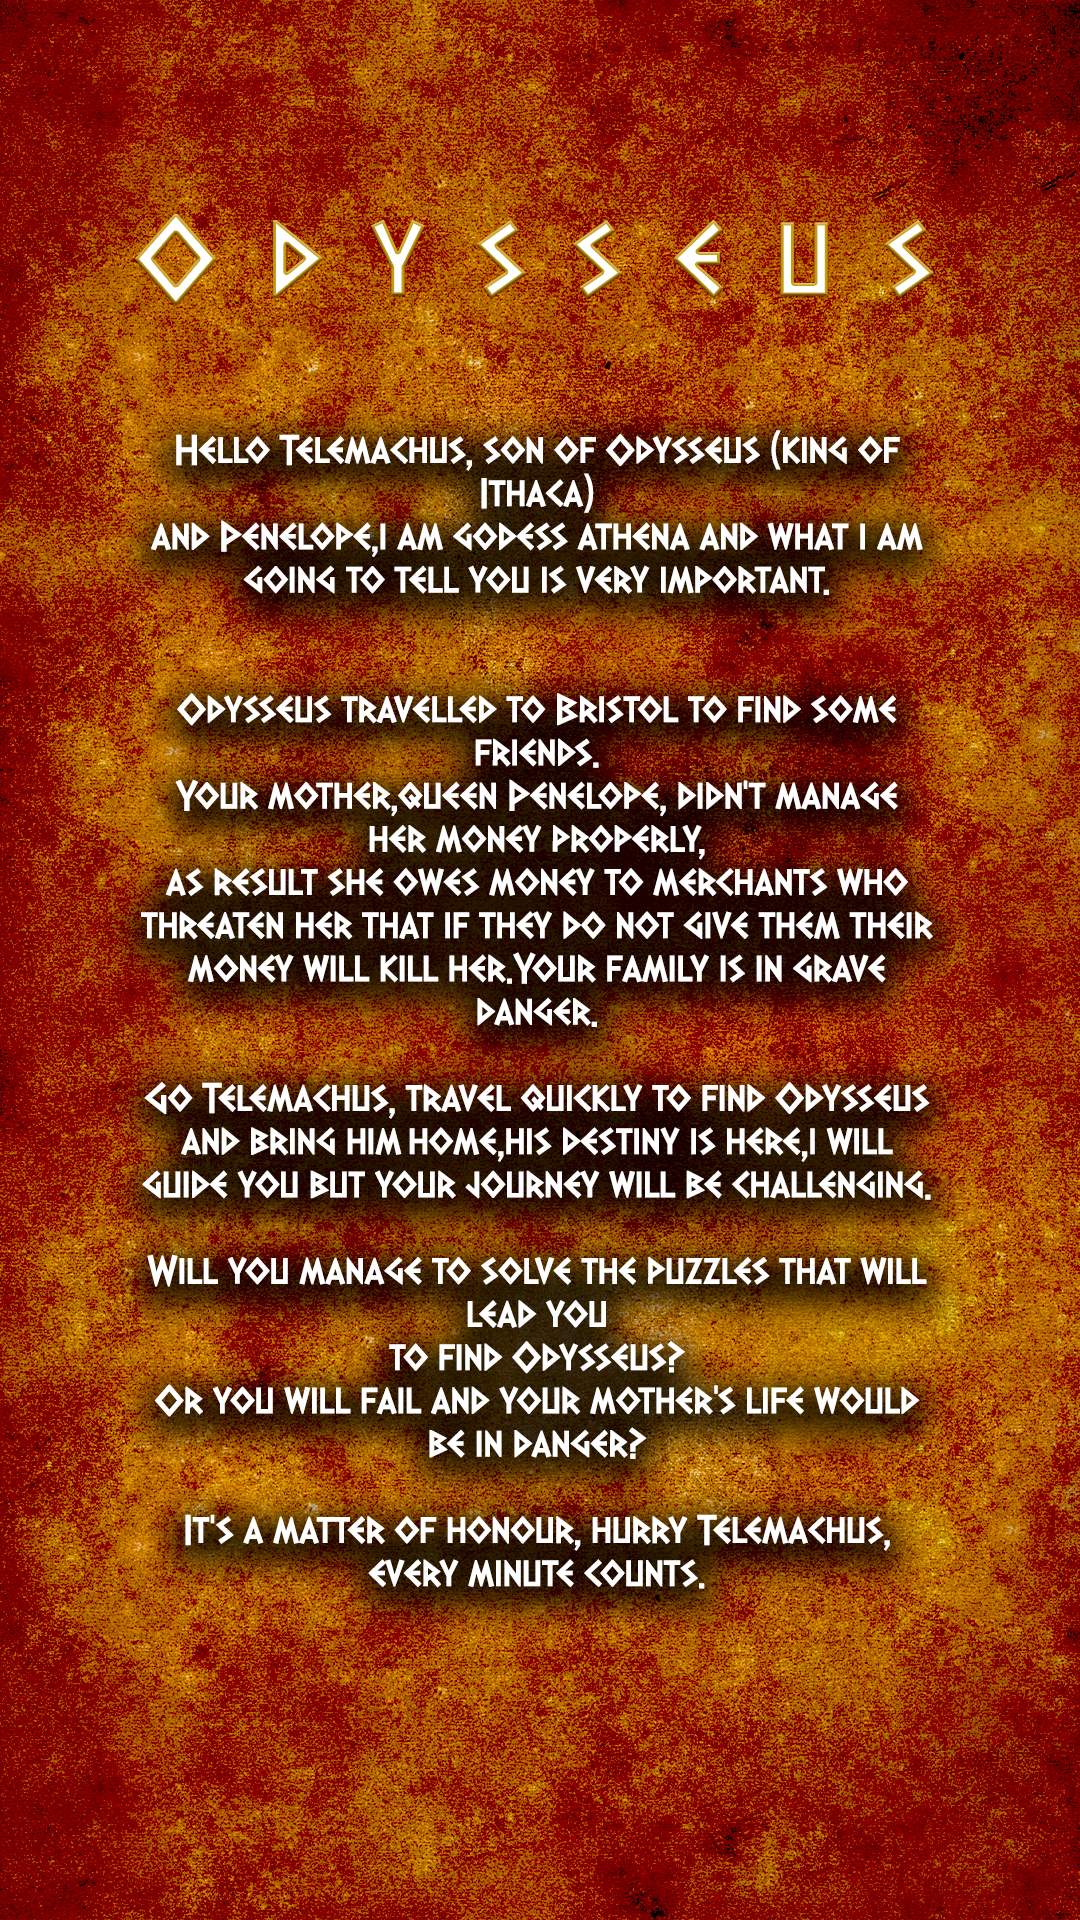 Odysseus
Hello Telemachus, son of Odysseus (king of
Ithaca)
and Penelope,i am godess athena and what i am
going to tell you is very important.
Odysseus travelled to Bristol to find some
friends.
Your mother,queen Penelope, didn't manage
her money properly,
as result she owes money to merchants who
threaten her that if they do not give them their
money will kill her.Your family is in grave
danger.
Go Telemachus, travel quickly to find Odysseus
and bring him home,his destiny is here,i will
guide you but your journey will be challenging.
Will you manage to solve the puzzles that will
lead you
to find Odysseus?
Or you will fail and your mother's life would
be in danger?
It's a matter of honour, hurry Telemachus,
every minute counts.